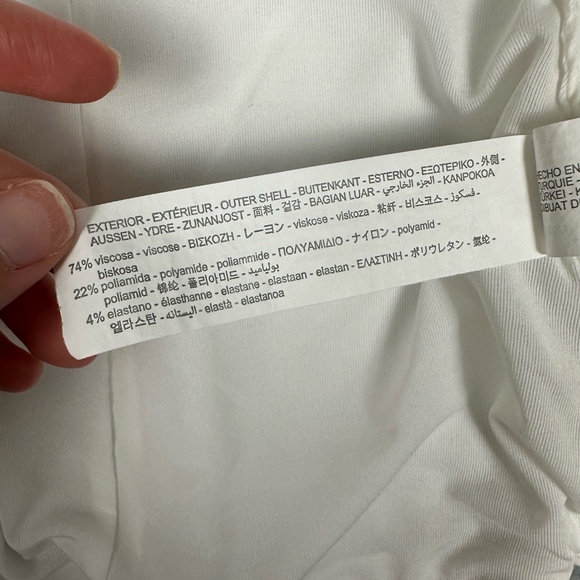 EXTERIOR - EXTÉRIEUR - OUTER SHELL - BUITENKANT - ESTERNO - ΕΞΩΤΕΡΙΚΟ - 外側 -
AUSSEN - YDRE - ZUNANJOST - 面料 - 겉감 - BAGIAN LUAR - الجزء الخارجي - KANPOKOA
74% viscosa - viscose - ΒΙΣΚΟΖΗ - レーヨン - viskose - viskoza - 粘纤 - 비스코스 - فسكوز -
biskosa
22% poliamida - polyamide - poliammide - ΠΟΛΥΑΜΙΔΙΟ - ナイロン - polyamid -
poliamid - 锦纶 - 폴리아미드 - بولياميد
4% elastano - élasthanne - elastane - elastaan - elastan - ΕΛΑΣΤΙΝΗ - ポリウレタン - 氨纶 -
엘라스탄 - اليستانه - elastà - elastanoa
HECHO EN